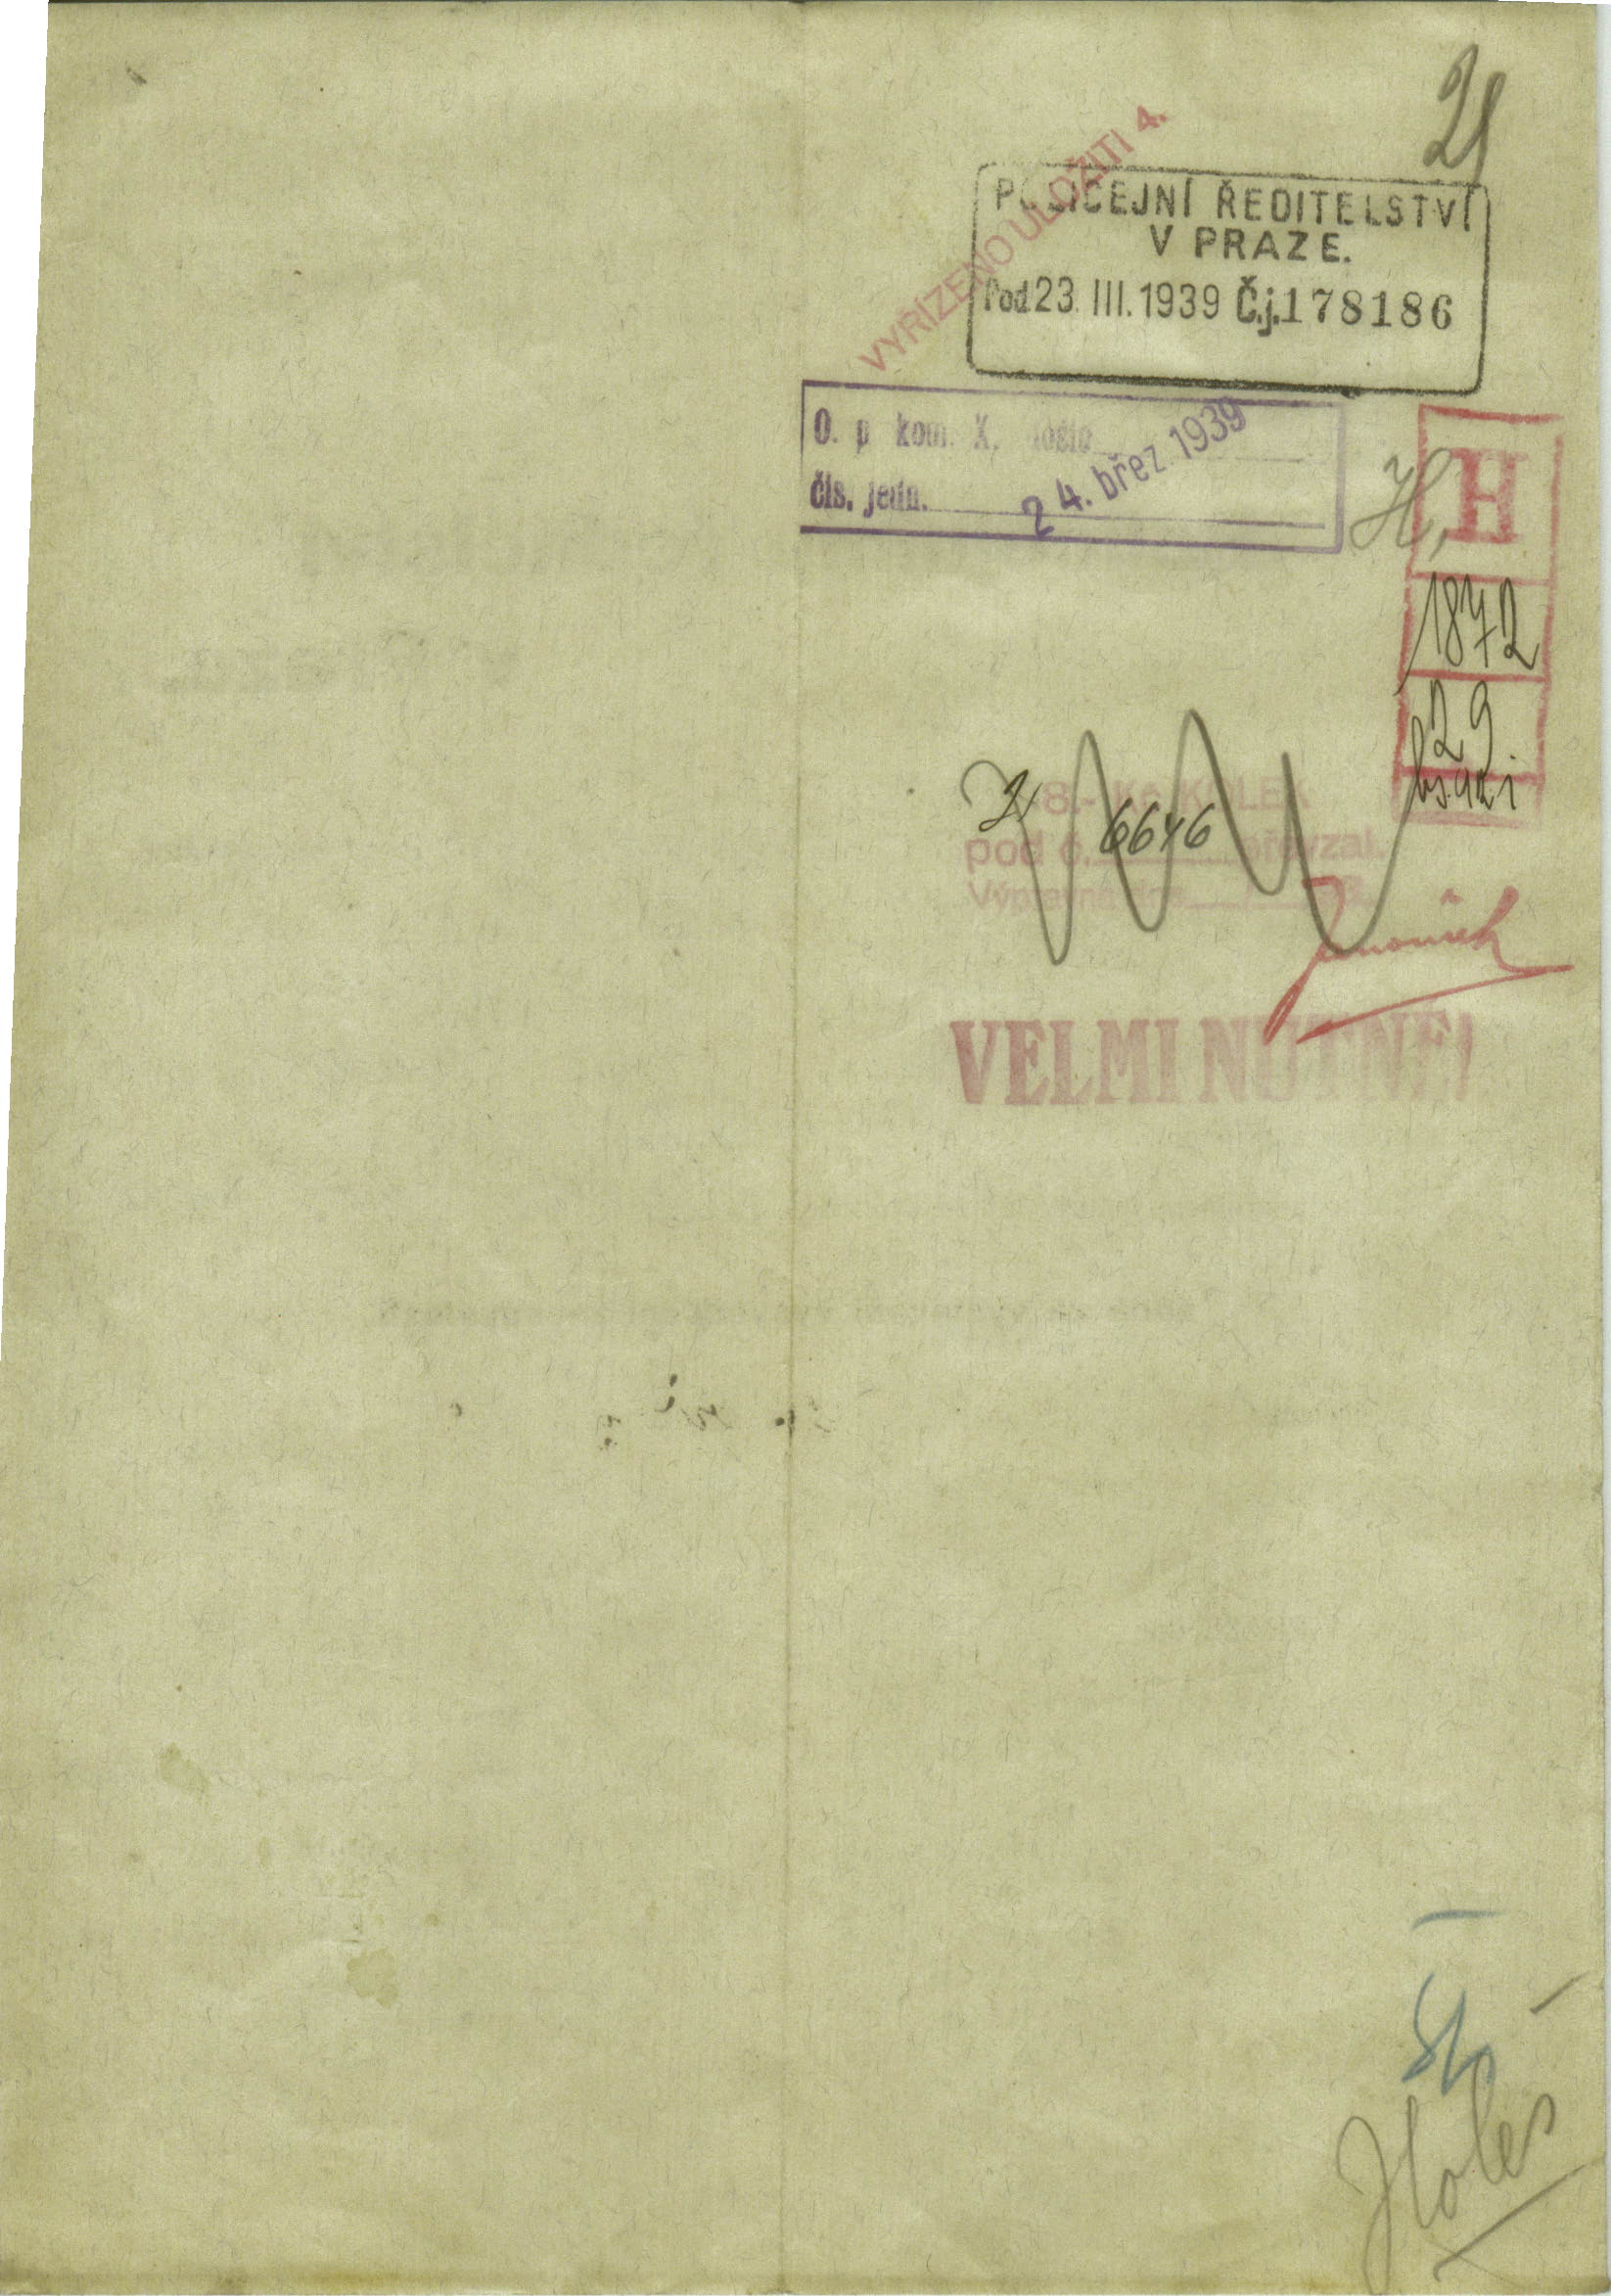 21
VYŘÍZENO ULOŽITI 4.
POLICEJNÍ ŘEDITELSTVÍ
V PRAZE.
Pod 23. III. 1939 Č.j. 178186
O. p. kom. X. došlo
24. břez. 1939
čís. jedn.
H,
H
1872
29
8.- Kč KOLEK
pod č. 6646 převzal.
VELMI NUTNÉ!